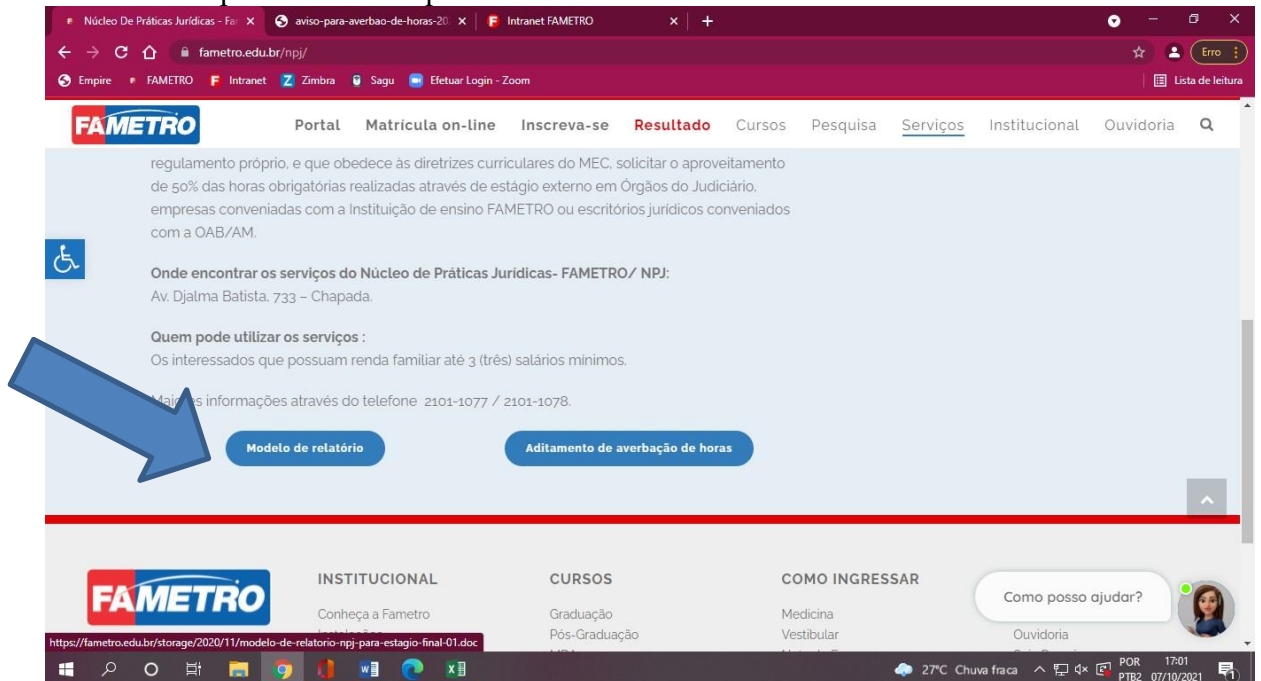 Núcleo De Práticas Jurídicas - Fa
aviso-para-averbao-de-horas-20
Intranet FAMETRO
fametro.edu.br/npj/
Erro
Empire FAMETRO Intranet Zimbra Sagu Efetuar Login - Zoom Lista de leitura
FAMETRO Portal Matrícula on-line Inscreva-se Resultado Cursos Pesquisa Serviços Institucional Ouvidoria
regulamento próprio, e que obedece às diretrizes curriculares do MEC, solicitar o aproveitamento
de 50% das horas obrigatórias realizadas através de estágio externo em Órgãos do Judiciário,
empresas conveniadas com a Instituição de ensino FAMETRO ou escritórios jurídicos conveniados
com a OAB/AM.
Onde encontrar os serviços do Núcleo de Práticas Jurídicas- FAMETRO/ NPJ:
Av. Djalma Batista, 733 – Chapada.
Quem pode utilizar os serviços :
Os interessados que possuam renda familiar até 3 (três) salários mínimos.
informações através do telefone 2101-1077 / 2101-1078.
Modelo de relatório
Aditamento de averbação de horas
FAMETRO
INSTITUCIONAL
Conheça a Fametro
CURSOS
Graduação
Pós-Graduação
COMO INGRESSAR
Medicina
Vestibular
Como posso ajudar?
Ouvidoria
https://fametro.edu.br/storage/2020/11/modelo-de-relatorio-npj-para-estagio-final-01.doc
27°C Chuva fraca
POR
PTB2
17:01
07/10/2021